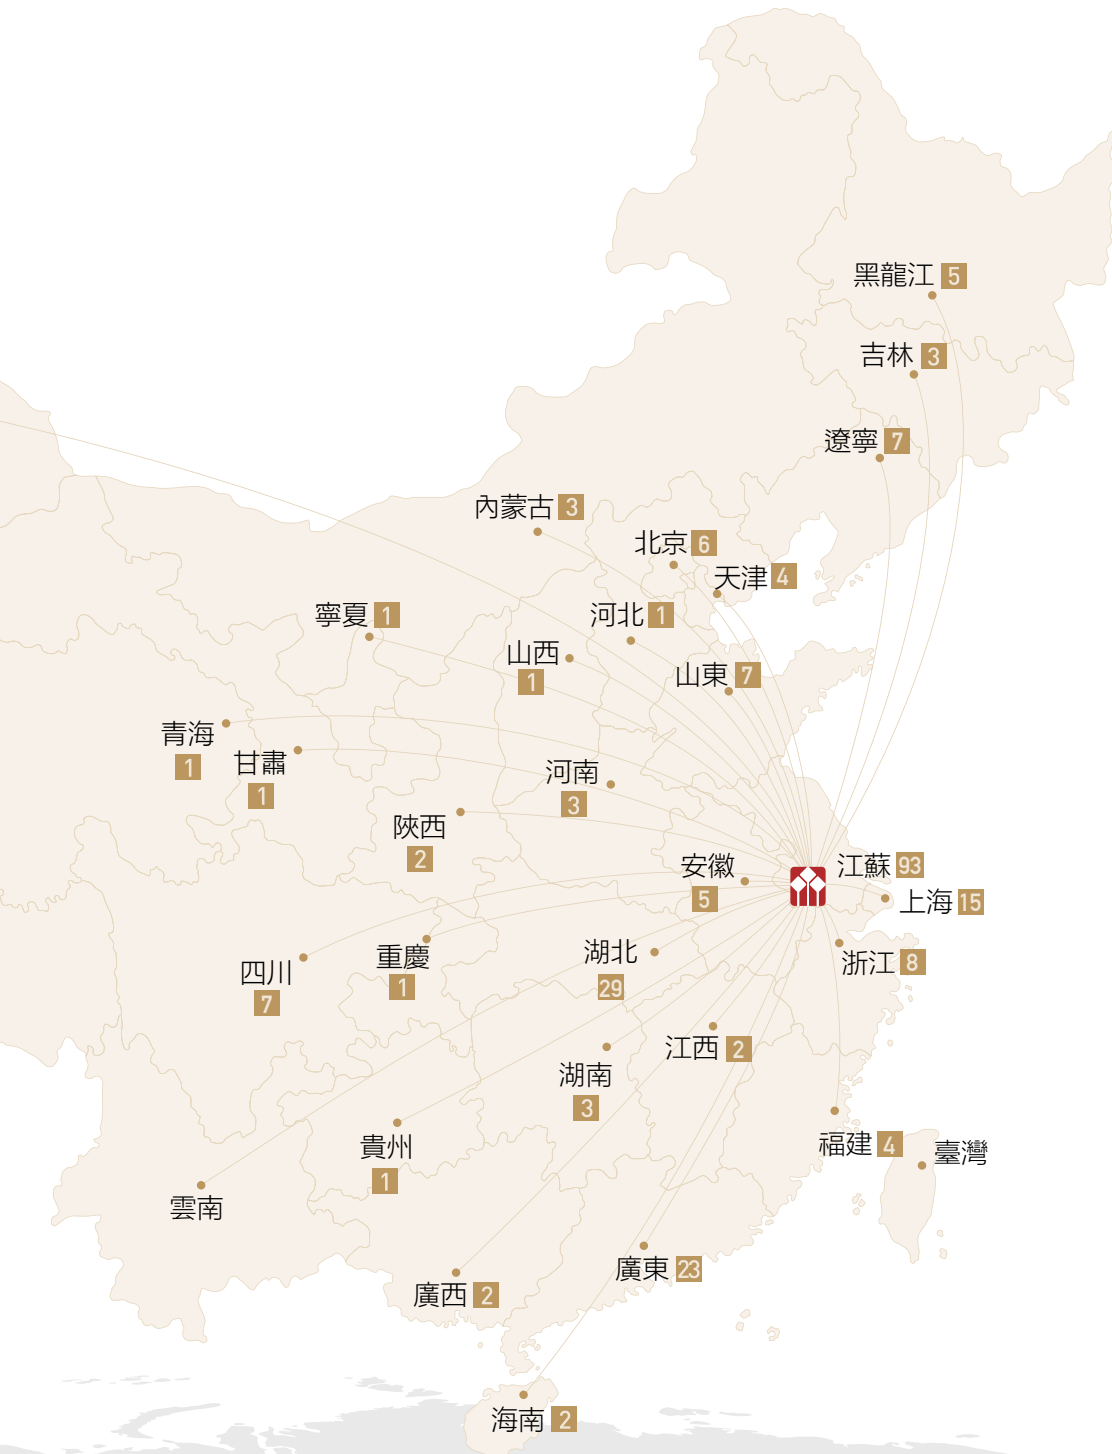 黑龍江 5
吉林 3
遼寧 7
內蒙古 3
北京 6
天津 4
寧夏 1
河北 1
山西
1
山東 7
青海
1
甘肅
1
河南
3
陝西
2
安徽
5
江蘇 93
上海 15
重慶
1
湖北
29
浙江 8
四川
7
江西 2
湖南
3
貴州
1
福建 4
臺灣
雲南
廣東 23
廣西 2
海南 2